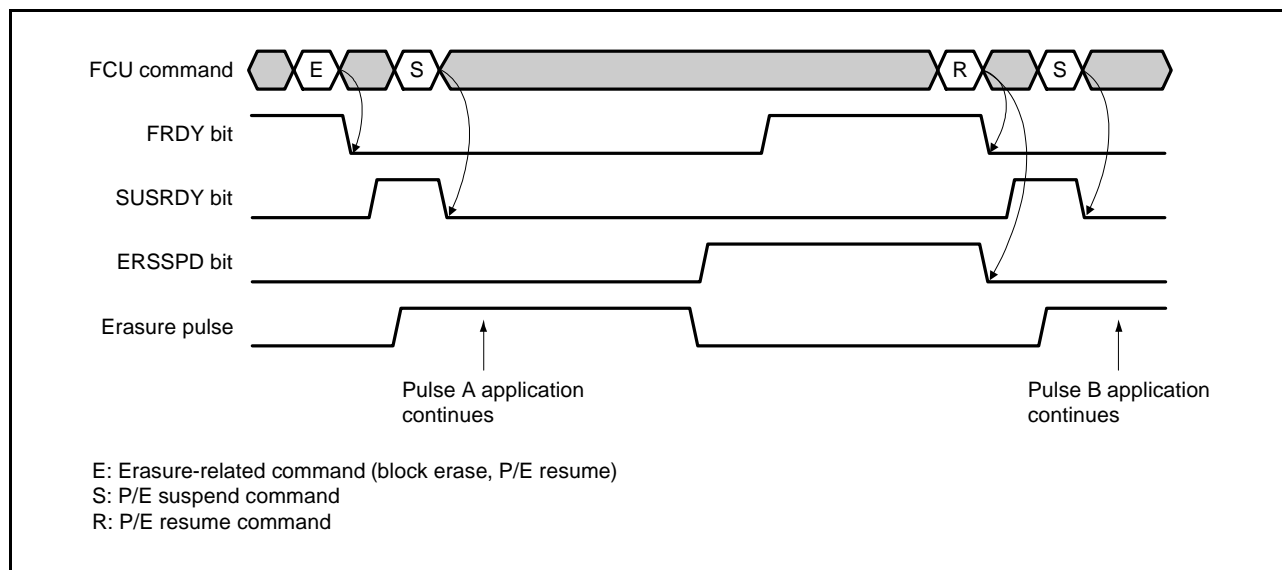 FCU command
E
S
R
S
FRDY bit
SUSRDY bit
ERSSPD bit
Erasure pulse
Pulse A application
continues
Pulse B application
continues
E: Erasure-related command (block erase, P/E resume)
S: P/E suspend command
R: P/E resume command